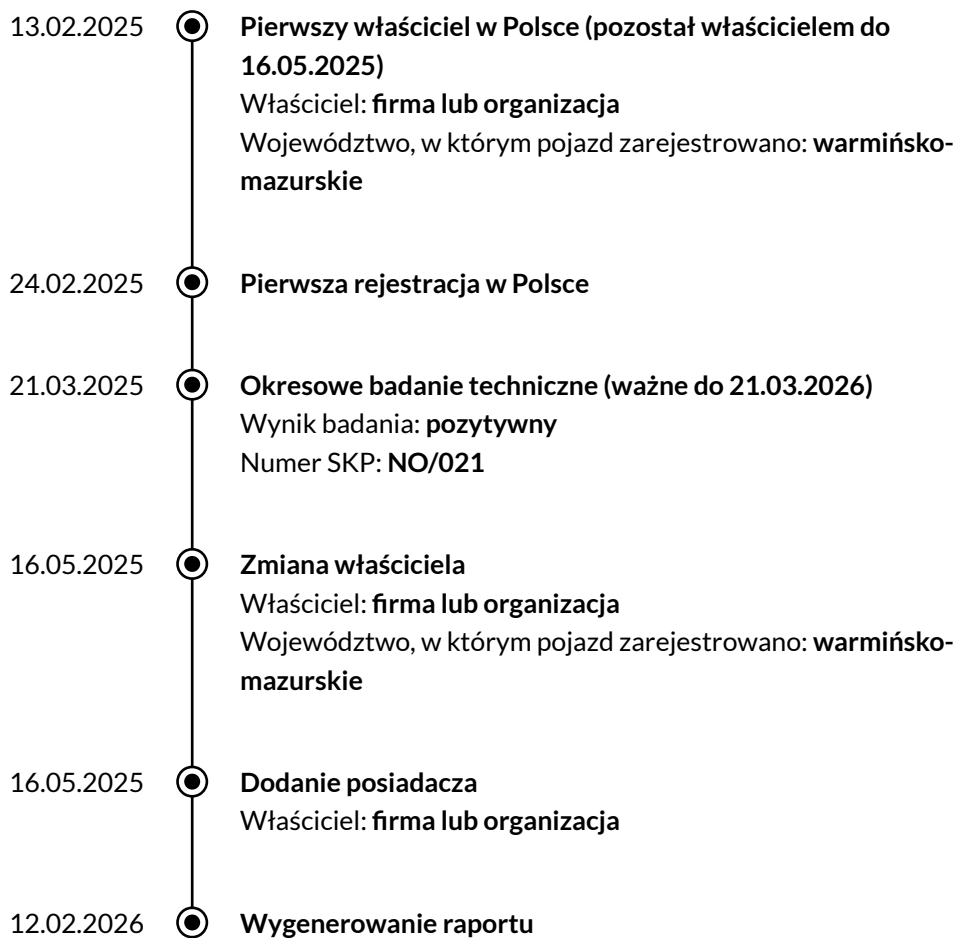 13.02.2025 Pierwszy właściciel w Polsce (pozostał właścicielem do
16.05.2025)
Właściciel: firma lub organizacja
Województwo, w którym pojazd zarejestrowano: warmińsko-
mazurskie
24.02.2025 Pierwsza rejestracja w Polsce
21.03.2025 Okresowe badanie techniczne (ważne do 21.03.2026)
Wynik badania: pozytywny
Numer SKP: NO/021
16.05.2025 Zmiana właściciela
Właściciel: firma lub organizacja
Województwo, w którym pojazd zarejestrowano: warmińsko-
mazurskie
16.05.2025 Dodanie posiadacza
Właściciel: firma lub organizacja
12.02.2026 Wygenerowanie raportu